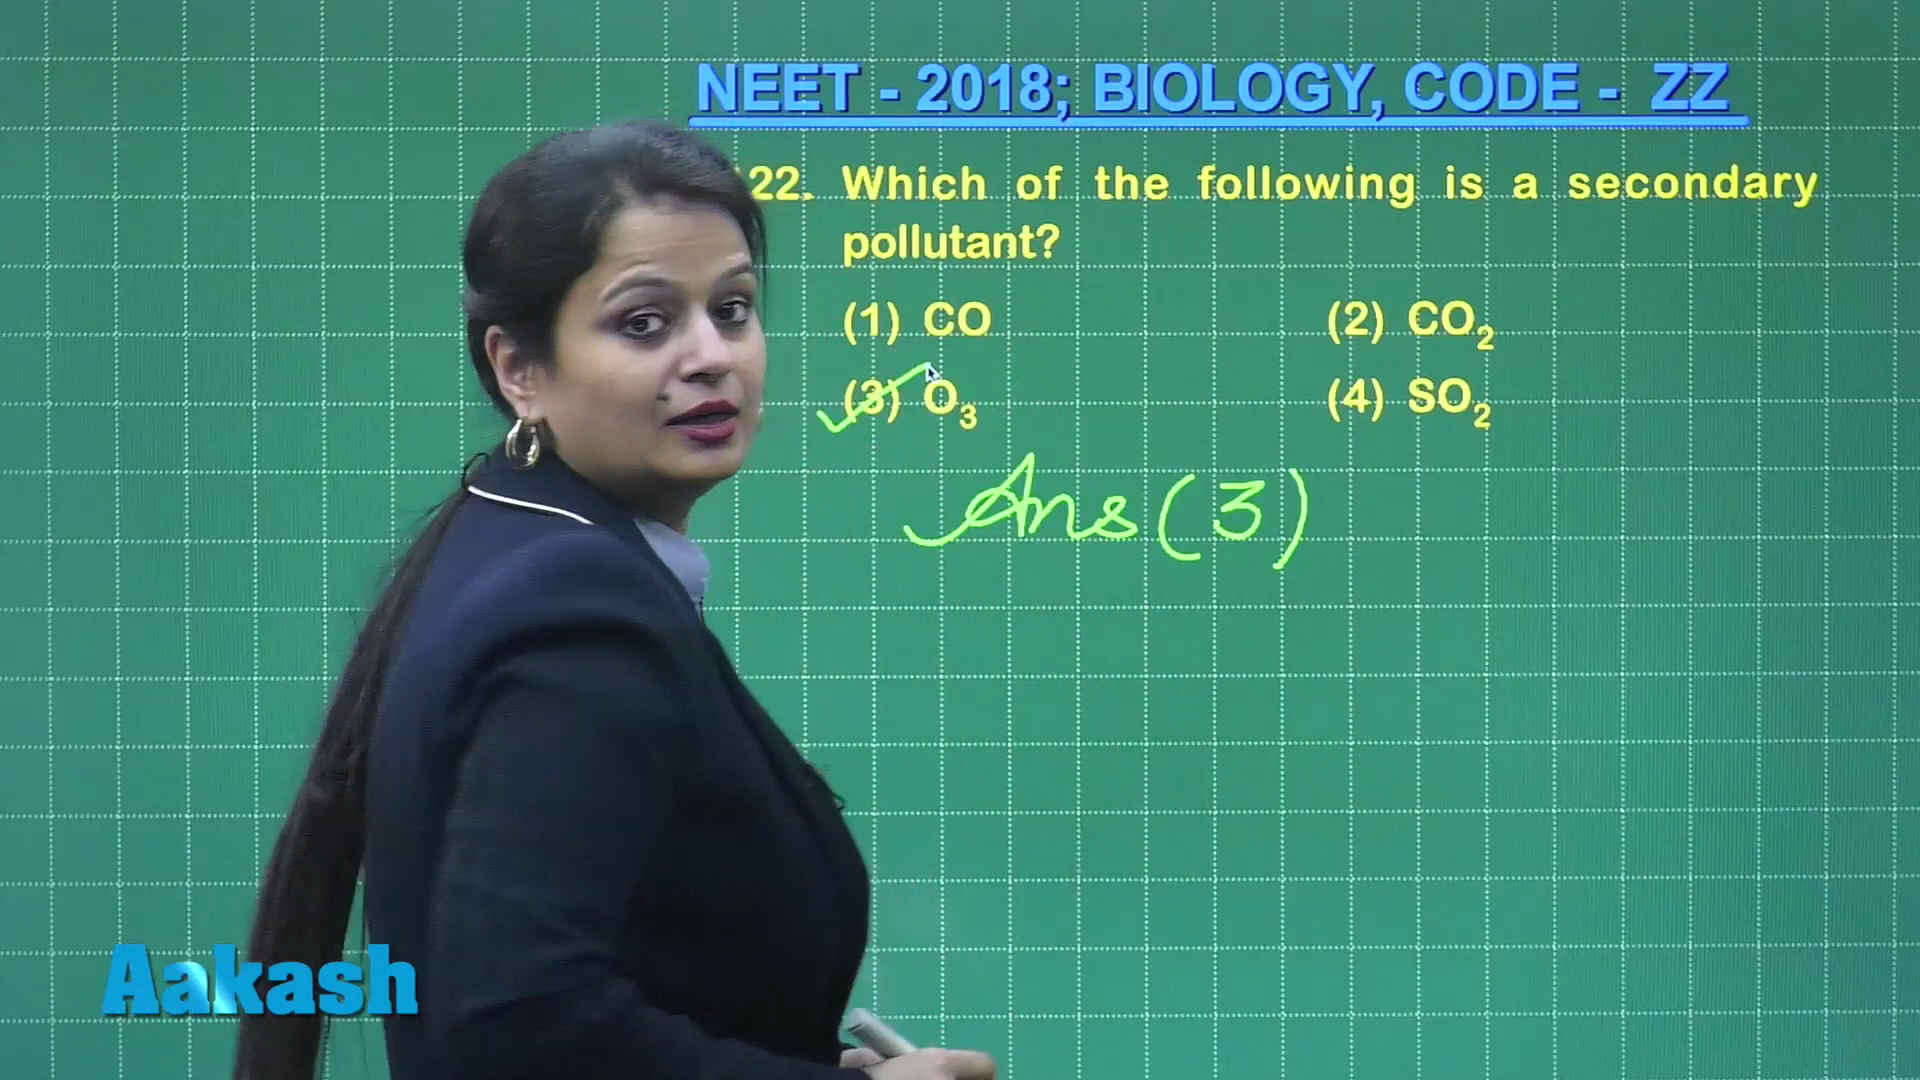 NEET - 2018; BIOLOGY, CODE - ZZ
22. Which of the following is a secondary
pollutant?
(1) CO (2) CO₂
(3) O₃ (4) SO₂
Ans (3)
Aakash